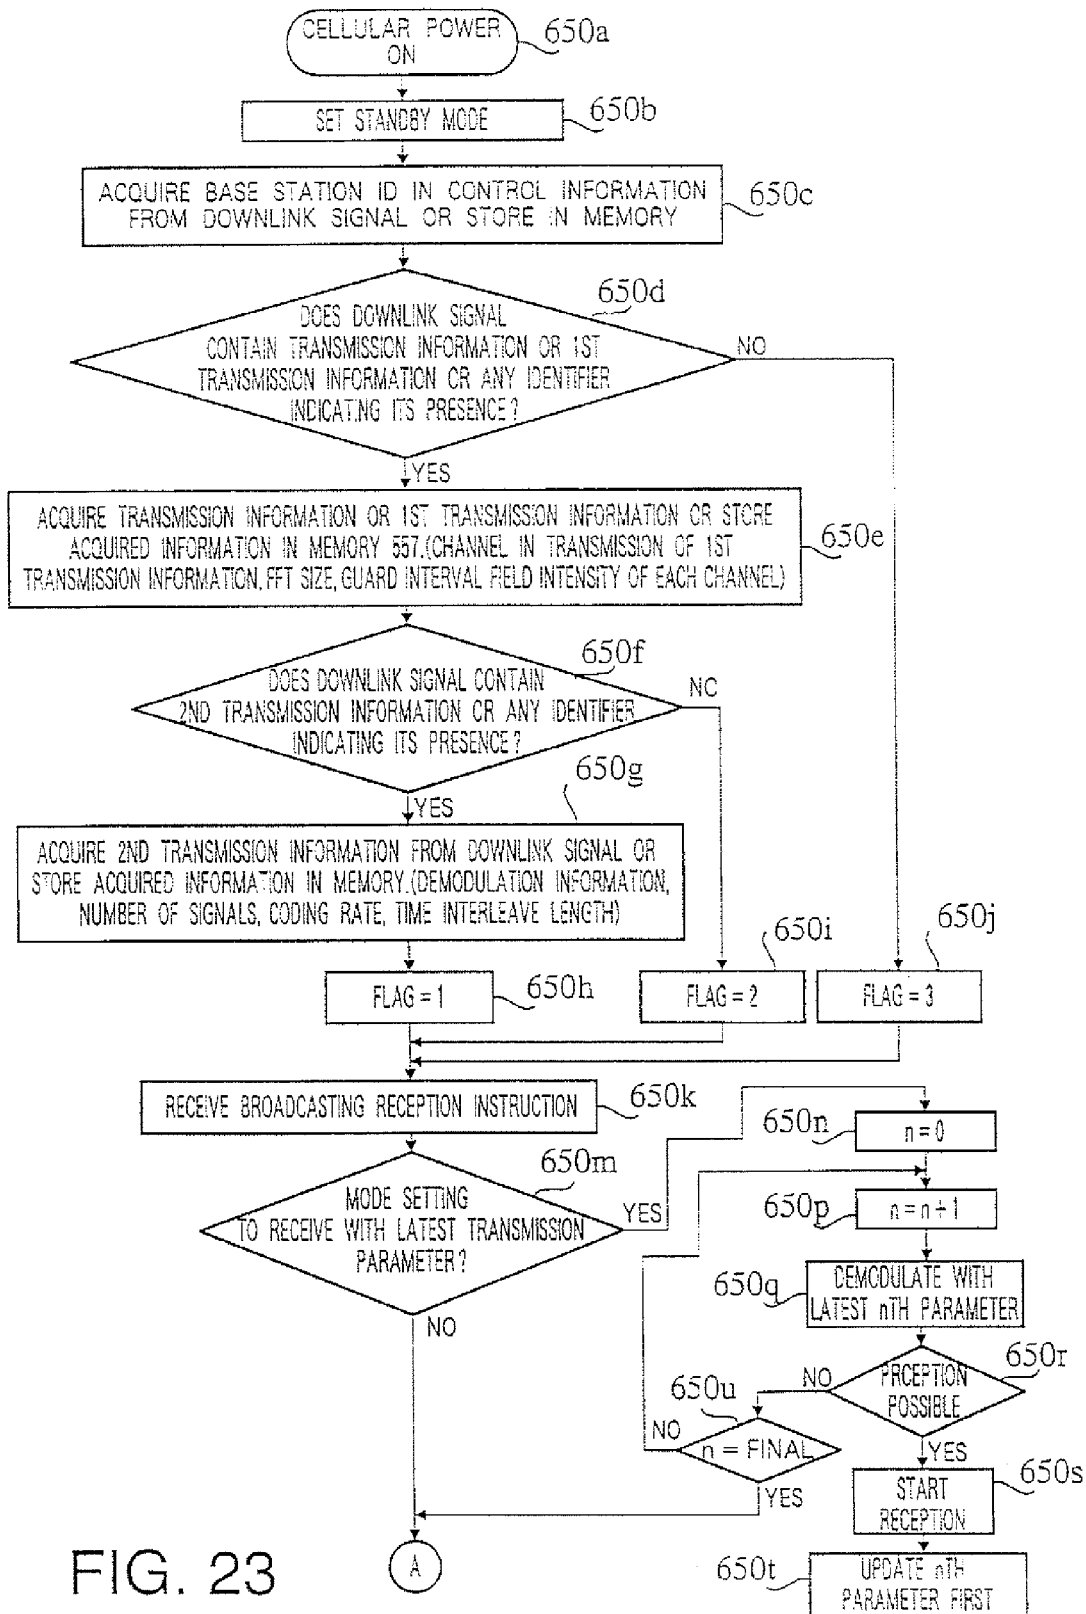 CELLULAR POWER
ON
650a
SET STANDBY MODE
650b
ACQUIRE BASE STATION ID IN CONTROL INFORMATION
FROM DOWNLINK SIGNAL OR STORE IN MEMORY
650c
650d
DOES DOWNLINK SIGNAL
CONTAIN TRANSMISSION INFORMATION OR 1ST
TRANSMISSION INFORMATION OR ANY IDENTIFIER
INDICATING ITS PRESENCE?
NO
YES
ACQUIRE TRANSMISSION INFORMATION OR 1ST TRANSMISSION INFORMATION OR STORE
ACQUIRED INFORMATION IN MEMORY 557.(CHANNEL IN TRANSMISSION OF 1ST
TRANSMISSION INFORMATION, FFT SIZE, GUARD INTERVAL FIELD INTENSITY OF EACH CHANNEL)
650e
650f
DOES DOWNLINK SIGNAL CONTAIN
2ND TRANSMISSION INFORMATION OR ANY IDENTIFIER
INDICATING ITS PRESENCE?
NO
650g
YES
ACQUIRE 2ND TRANSMISSION INFORMATION FROM DOWNLINK SIGNAL OR
STORE ACQUIRED INFORMATION IN MEMORY.(DEMODULATION INFORMATION,
NUMBER OF SIGNALS, CODING RATE, TIME INTERLEAVE LENGTH)
FLAG = 1
650h
650i
FLAG = 2
650j
FLAG = 3
RECEIVE BROADCASTING RECEPTION INSTRUCTION
650k
650m
MODE SETTING
TO RECEIVE WITH LATEST TRANSMISSION
PARAMETER?
YES
NO
650n
n = 0
650p
n = n + 1
650q
DEMODULATE WITH
LATEST nTH PARAMETER
650r
PRCEPTION
POSSIBLE
NO
YES
650u
n = FINAL
NO
YES
650s
START
RECEPTION
650t
UPDATE nTH
PARAMETER FIRST
A
FIG. 23